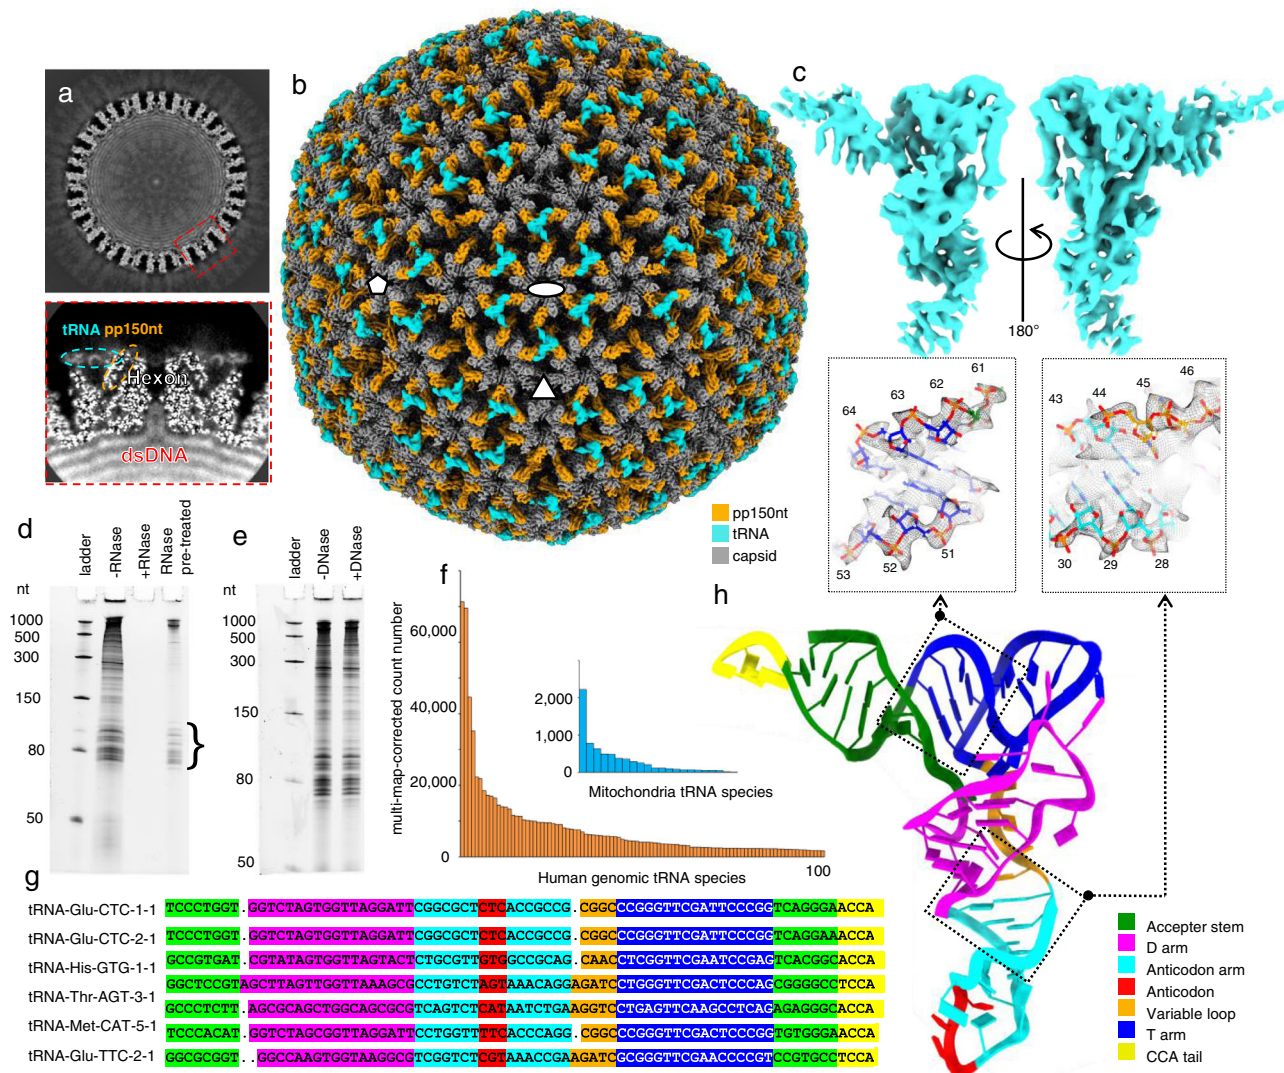 a
b
c
tRNA pp150nt
Hexon
dsDNA
180°
61
62
63
64
51
52
53
43
44
45
46
30
29
28
pp150nt
tRNA
capsid
d
ladder
-RNase
+RNase
RNase
pre-treated
nt
1000
500
300
150
80
50
e
ladder
-DNase
+DNase
nt
1000
500
300
150
80
50
f
multi-map-corrected count number
60,000
40,000
20,000
0
100
Human genomic tRNA species
2,000
1,000
0
Mitochondria tRNA species
g
tRNA-Glu-CTC-1-1
tRNA-Glu-CTC-2-1
tRNA-His-GTG-1-1
tRNA-Thr-AGT-3-1
tRNA-Met-CAT-5-1
tRNA-Glu-TTC-2-1
TCCCTGGT.GGTCTAGTGGTTAGGATTCGGCGCTCTCACCGCCG.CGGCCCGGGTTCGATTCCCGGTCAGGGAACCA
TCCCTGGT.GGTCTAGTGGTTAGGATTCGGCGCTCTCACCGCCG.CGGCCCGGGTTCGATTCCCGGTCAGGAAACCA
GCCGTGAT.CGTATAGTGGTTAGTACTCTGCGTTGTGGCCGCAG.CAACCTCGGTTCGAATCCGAGTCACGGCACCA
GGCTCCGTAGCTTAGTTGGTTAAAGCGCCTGTCTAGTAAACAGGAGATCCTGGGTTCGACTCCCAGCGGGGCCTCCA
GCCCTCTT.AGCGCAGCTGGCAGCGCGTCAGTCTCATAATCTGAAGGTCCTGAGTTCAAGCCTCAGAGAGGGCACCA
TCCCACAT.GGTCTAGCGGTTAGGATTCCTGGTTTTCACCCAGG.CGGCCCGGGTTCGACTCCCGGTGTGGGAACCA
GGCGCGGT..GGCCAAGTGGTAAGGCGTCGGTCTCGTAAACCGAAGATCGCGGGTTCGAACCCCGTCCGTGCCTCCA
h
Accepter stem
D arm
Anticodon arm
Anticodon
Variable loop
T arm
CCA tail